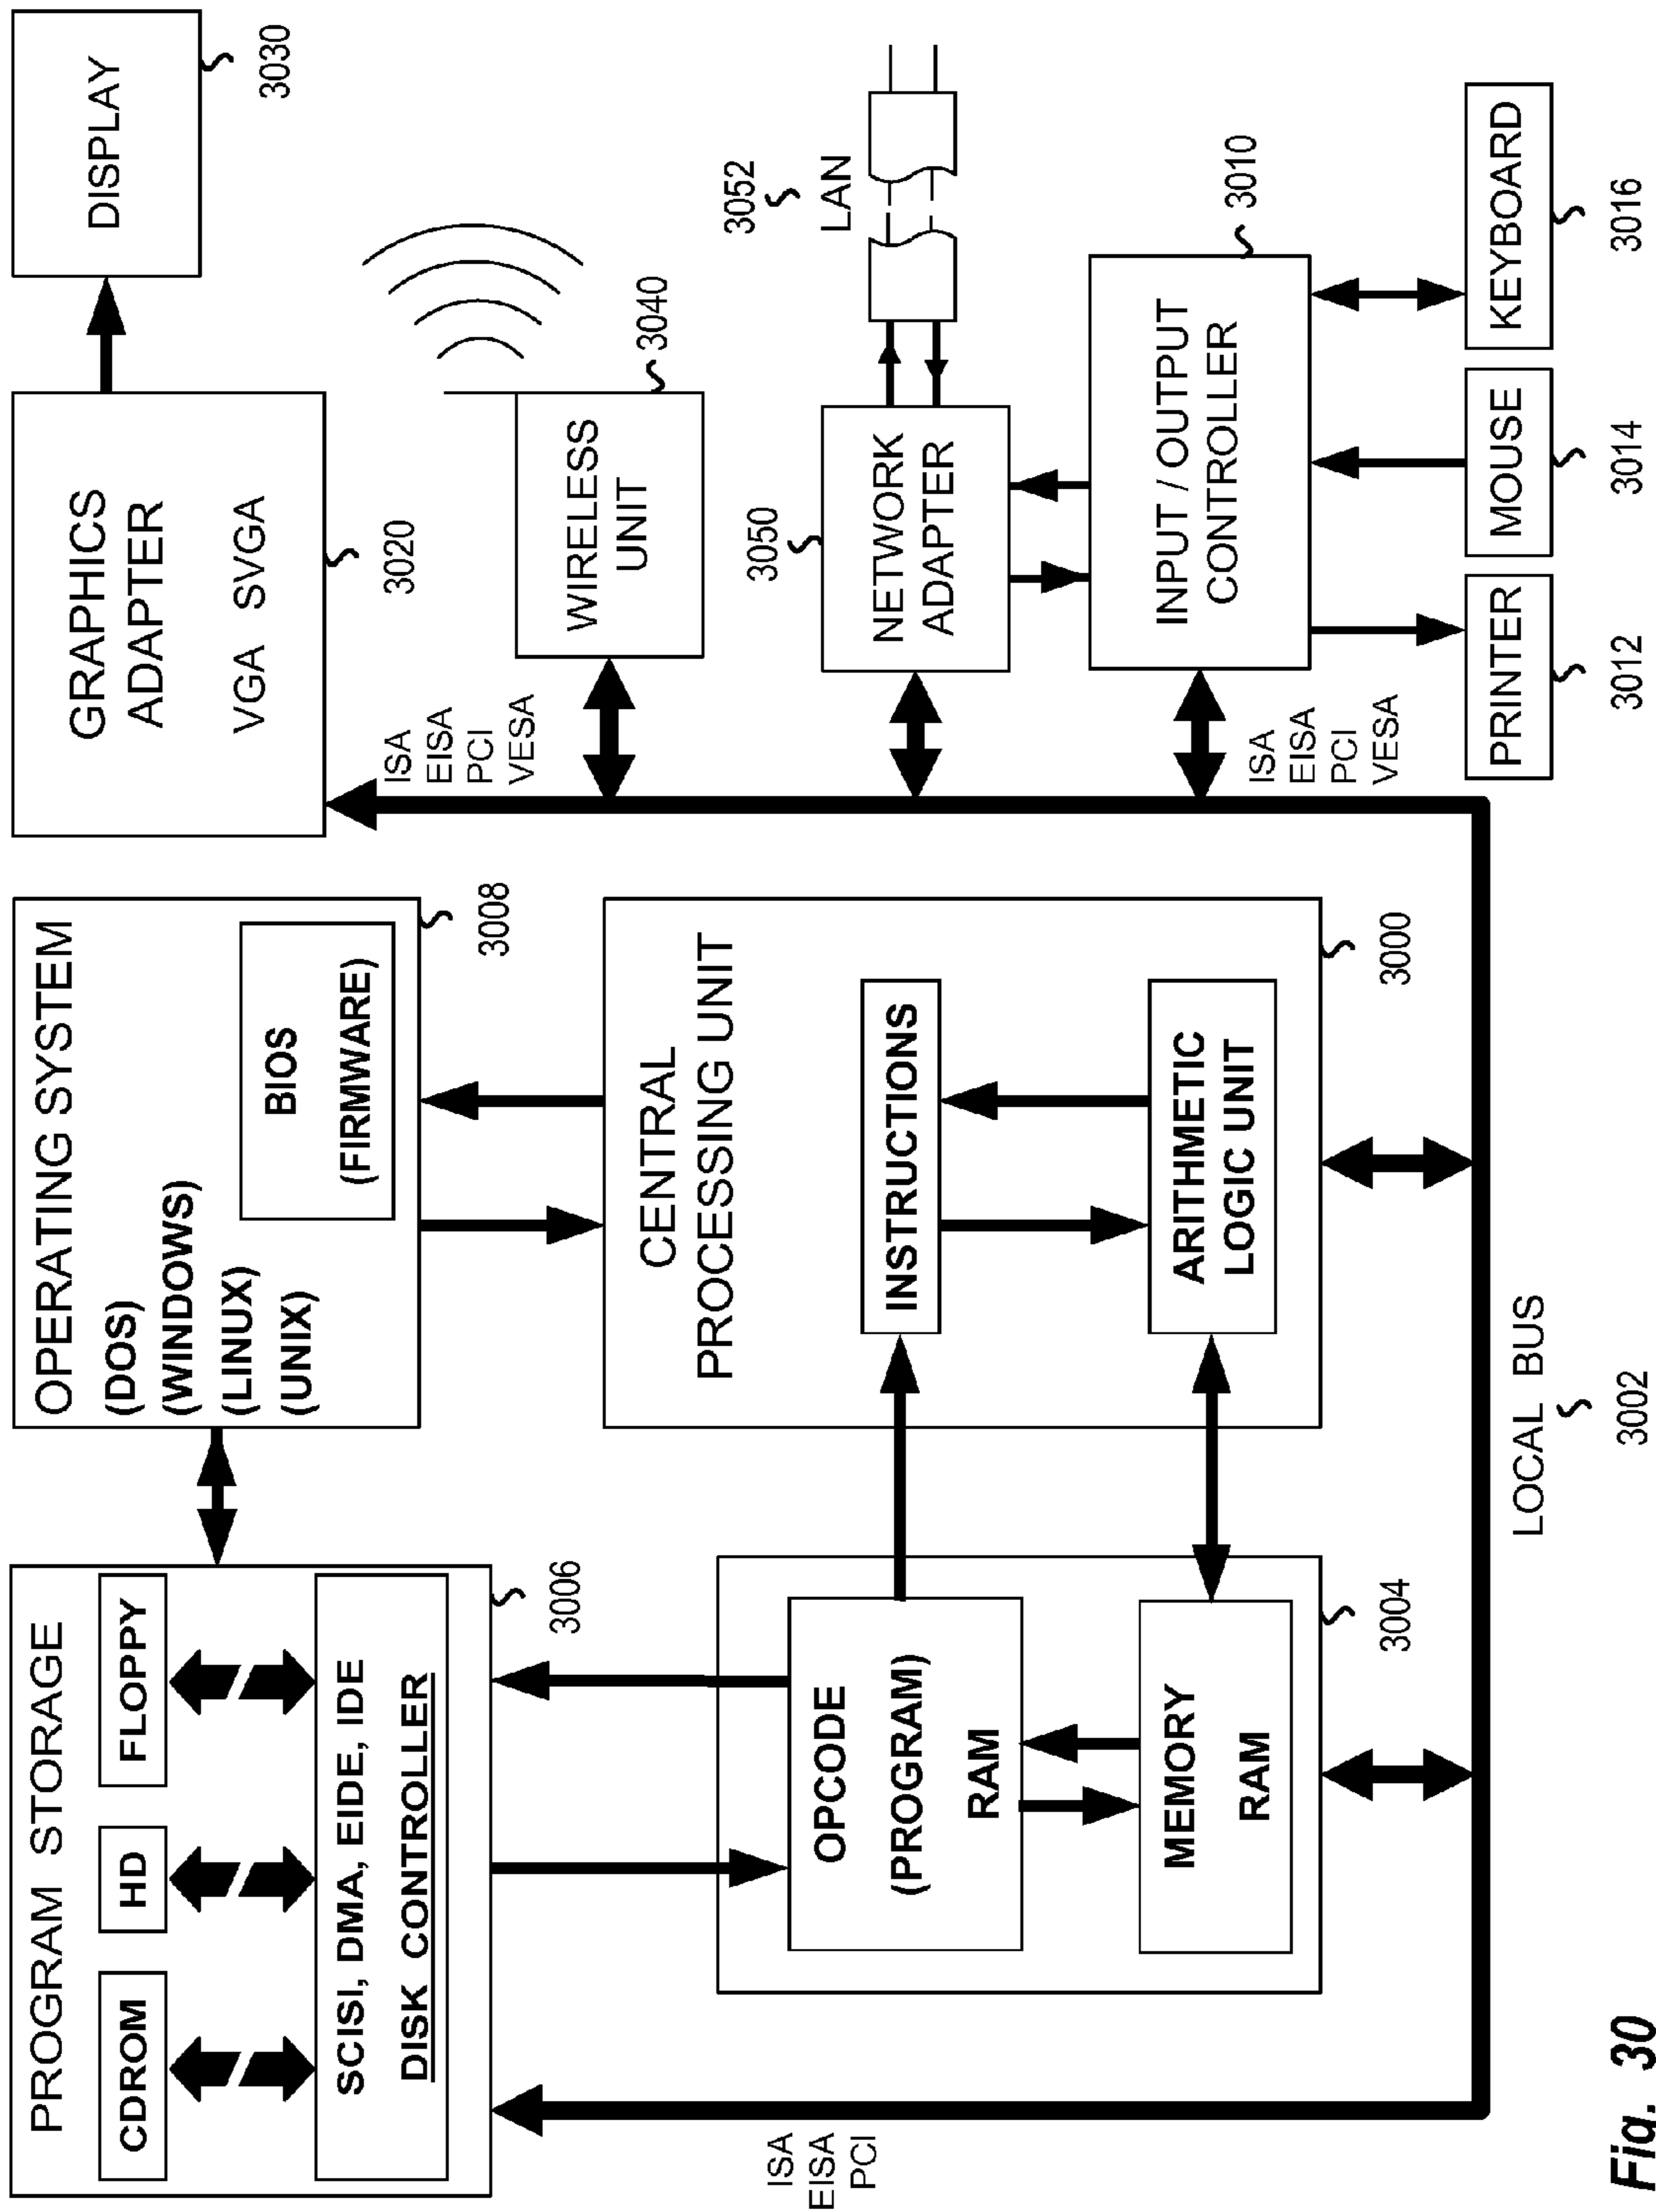 PROGRAM STORAGE
CDROM
HD
FLOPPY
SCISI, DMA, EIDE, IDE
DISK CONTROLLER
3006
OPERATING SYSTEM
(DOS)
(WINDOWS)
(LINUX)
(UNIX)
BIOS
(FIRMWARE)
3008
GRAPHICS
ADAPTER
VGA SVGA
3020
DISPLAY
3030
ISA
EISA
PCI
OPCODE
(PROGRAM)
RAM
MEMORY
RAM
3004
CENTRAL
PROCESSING UNIT
INSTRUCTIONS
ARITHMETIC
LOGIC UNIT
3000
ISA
EISA
PCI
VESA
WIRELESS
UNIT
3040
3050
NETWORK
ADAPTER
3052
LAN
INPUT / OUTPUT
CONTROLLER
3010
ISA
EISA
PCI
VESA
PRINTER
3012
MOUSE
3014
KEYBOARD
3016
LOCAL BUS
3002
Fig. 30